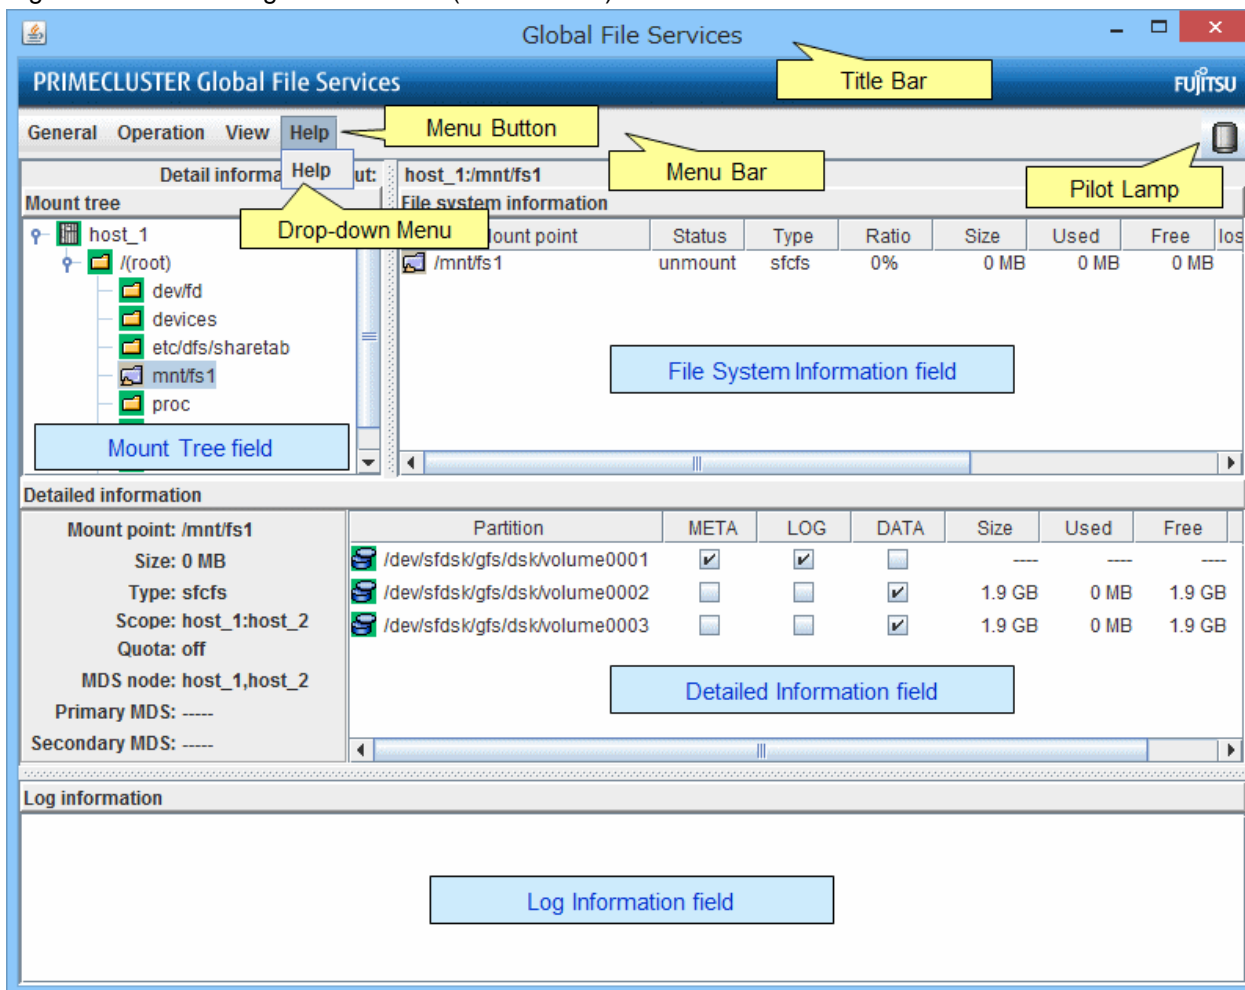 Global File Services
Title Bar
PRIMECLUSTER Global File Services
FUJITSU
General Operation View Help
Menu Button
Menu Bar
Pilot Lamp
Help
Drop-down Menu
ut: host_1:/mnt/fs1
Mount tree
File system information
host_1
/(root)
dev/fd
devices
etc/dfs/sharetab
mnt/fs1
proc
Mount Tree field
Mount point Status Type Ratio Size Used Free
/mnt/fs1 unmount sfcfs 0% 0 MB 0 MB 0 MB
File System Information field
Detailed information
Mount point: /mnt/fs1
Size: 0 MB
Type: sfcfs
Scope: host_1:host_2
Quota: off
MDS node: host_1,host_2
Primary MDS: -----
Secondary MDS: -----
Partition META LOG DATA Size Used Free
/dev/sfdsk/gfs/dsk/volume0001 ---- ---- ----
/dev/sfdsk/gfs/dsk/volume0002 1.9 GB 0 MB 1.9 GB
/dev/sfdsk/gfs/dsk/volume0003 1.9 GB 0 MB 1.9 GB
Detailed Information field
Log information
Log Information field